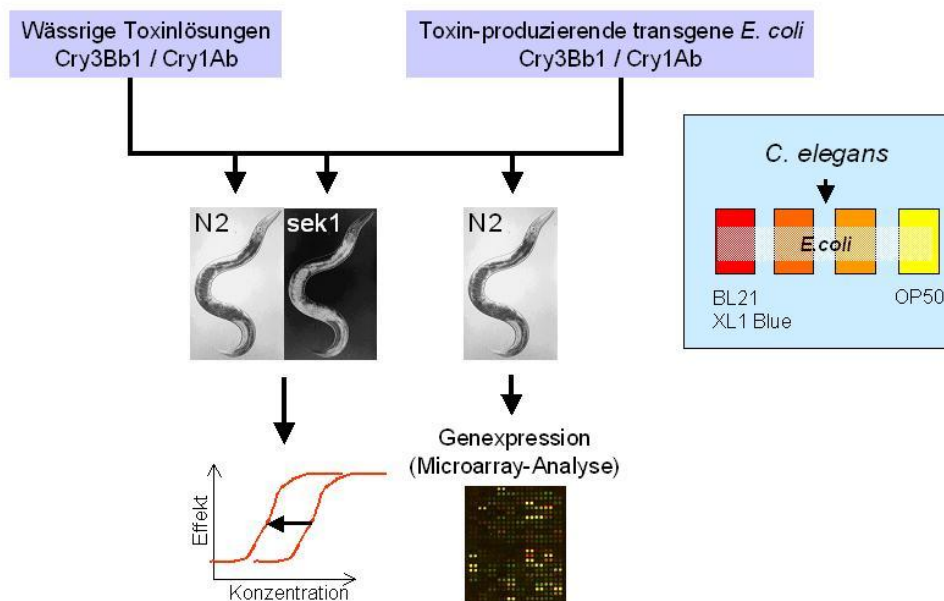 Wässrige Toxinlösungen
Cry3Bb1 / Cry1Ab
Toxin-produzierende transgene E. coli
Cry3Bb1 / Cry1Ab
C. elegans
N2
sek1
N2
E.coli
BL21
XL1 Blue
OP50
Genexpression
(Microarray-Analyse)
Effekt
Konzentration